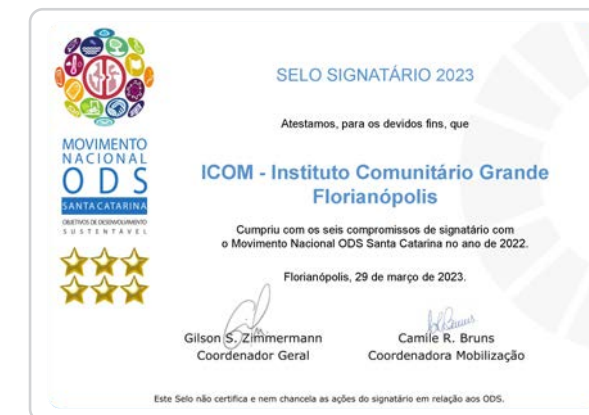 SELO SIGNATÁRIO 2023
Atestamos, para os devidos fins, que
MOVIMENTO
NACIONAL
ODS
SANTA CATARINA
OBJETIVOS DE DESENVOLVIMENTO
SUSTENTÁVEL
ICOM - Instituto Comunitário Grande
Florianópolis
Cumpriu com os seis compromissos de signatário com
o Movimento Nacional ODS Santa Catarina no ano de 2022.
Florianópolis, 29 de março de 2023.
Gilson S. Zimmermann
Coordenador Geral
Camile R. Bruns
Coordenadora Mobilização
Este Selo não certifica e nem chancela as ações do signatário em relação aos ODS.